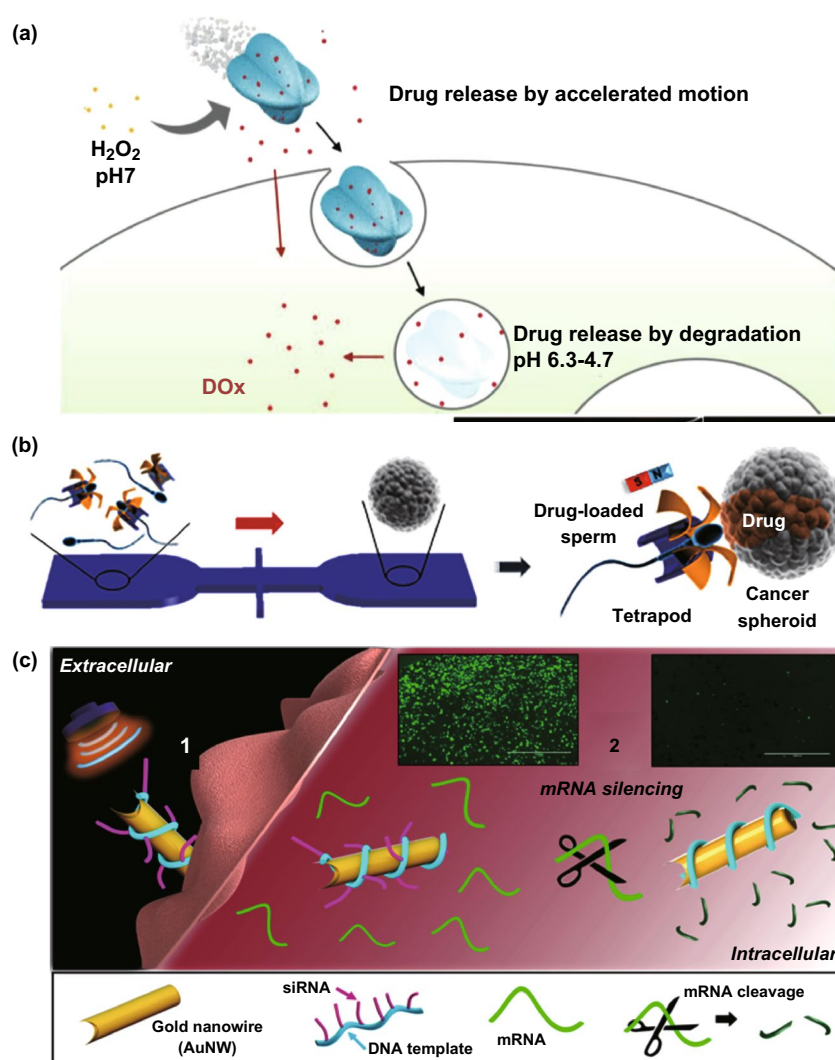 (a)
Drug release by accelerated motion
H2O2
pH7
Drug release by degradation
pH 6.3-4.7
DOx
(b)
S N
Drug-loaded
sperm
Drug
Tetrapod
Cancer
spheroid
(c)
Extracellular
1
2
mRNA silencing
Intracellular
siRNA
mRNA cleavage
Gold nanowire
(AuNW)
DNA template
mRNA